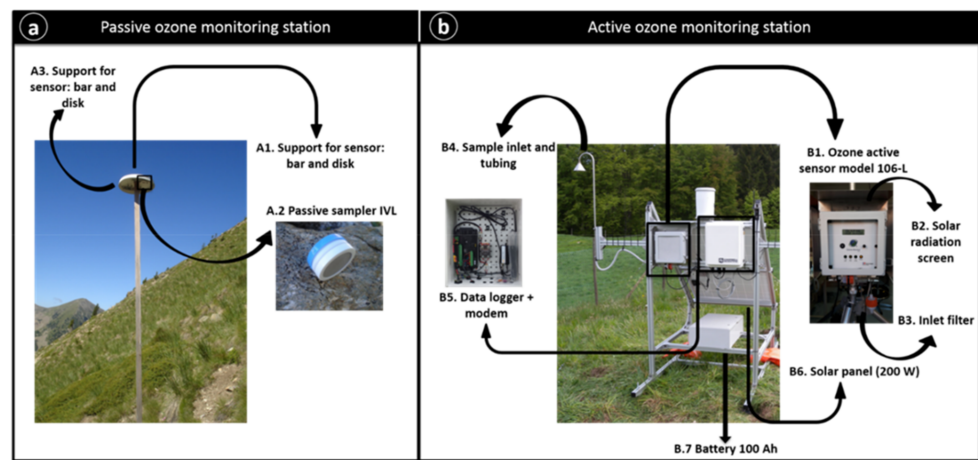 a
Passive ozone monitoring station
A3. Support for
sensor: bar and
disk
A1. Support for sensor:
bar and disk
A.2 Passive sampler IVL
b
Active ozone monitoring station
B4. Sample inlet and
tubing
B1. Ozone active
sensor model 106-L
B2. Solar
radiation
screen
B5. Data logger +
modem
B3. Inlet filter
B6. Solar panel (200 W)
B.7 Battery 100 Ah